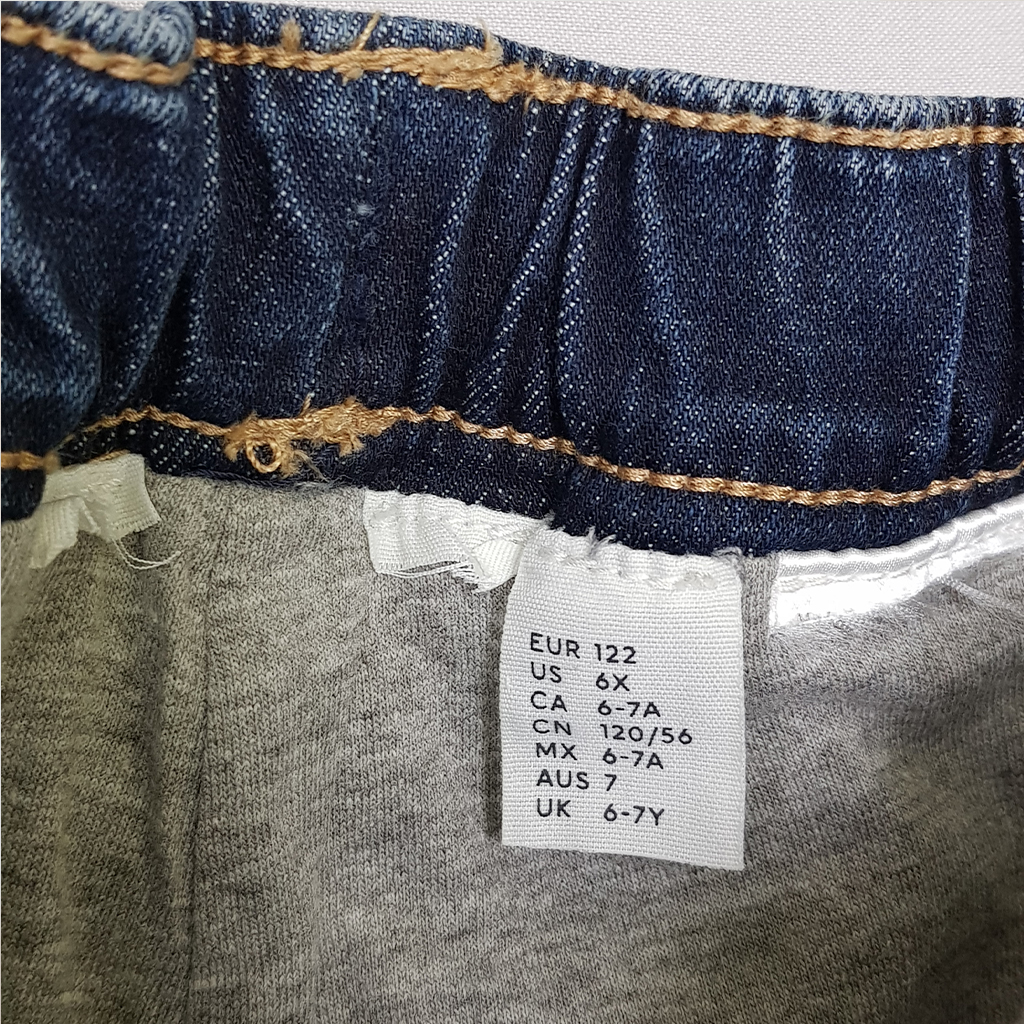 EUR 122
US 6X
CA 6-7A
CN 120/56
MX 6-7A
AUS 7
UK 6-7Y